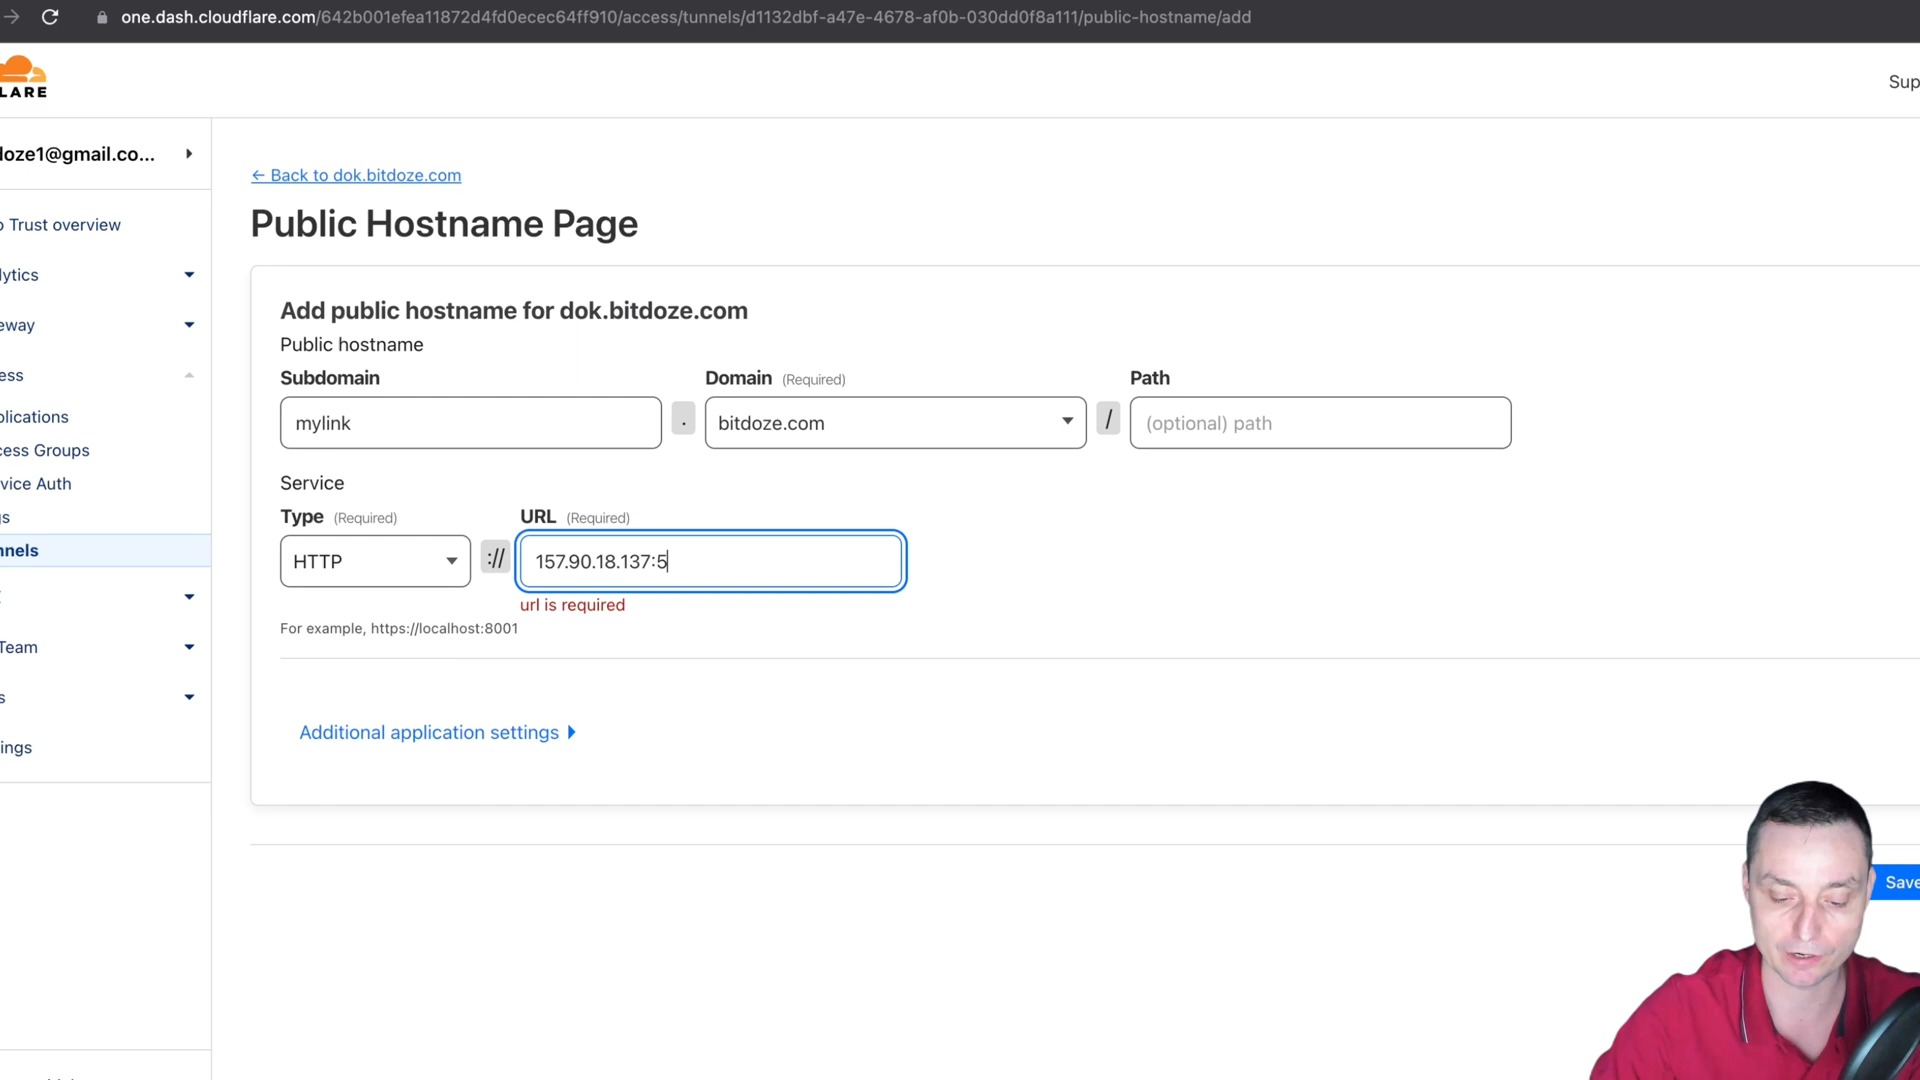 one.dash.cloudflare.com/642b001efea11872d4fd0ecec64ff910/access/tunnels/d1132dbf-a47e-4678-af0b-030dd0f8a111/public-hostname/add
LARE
Sup
doze1@gmail.co...
← Back to dok.bitdoze.com
Public Hostname Page
o Trust overview
lytics
eway
ess
plications
cess Groups
vice Auth
gs
nnels
Team
s
ings
Add public hostname for dok.bitdoze.com
Public hostname
Subdomain
Domain (Required)
Path
mylink
.
bitdoze.com
/
(optional) path
Service
Type (Required)
URL (Required)
HTTP
://
157.90.18.137:5
url is required
For example, https://localhost:8001
Additional application settings
Save